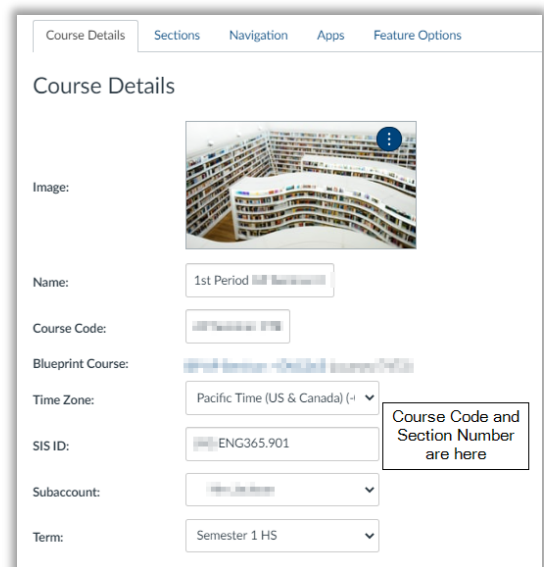 Course Details Sections Navigation Apps Feature Options
Course Details
Image:
Name: 1st Period
Course Code:
Blueprint Course:
Time Zone: Pacific Time (US & Canada) (-
SIS ID: ENG365.901
Course Code and
Section Number
are here
Subaccount:
Term: Semester 1 HS